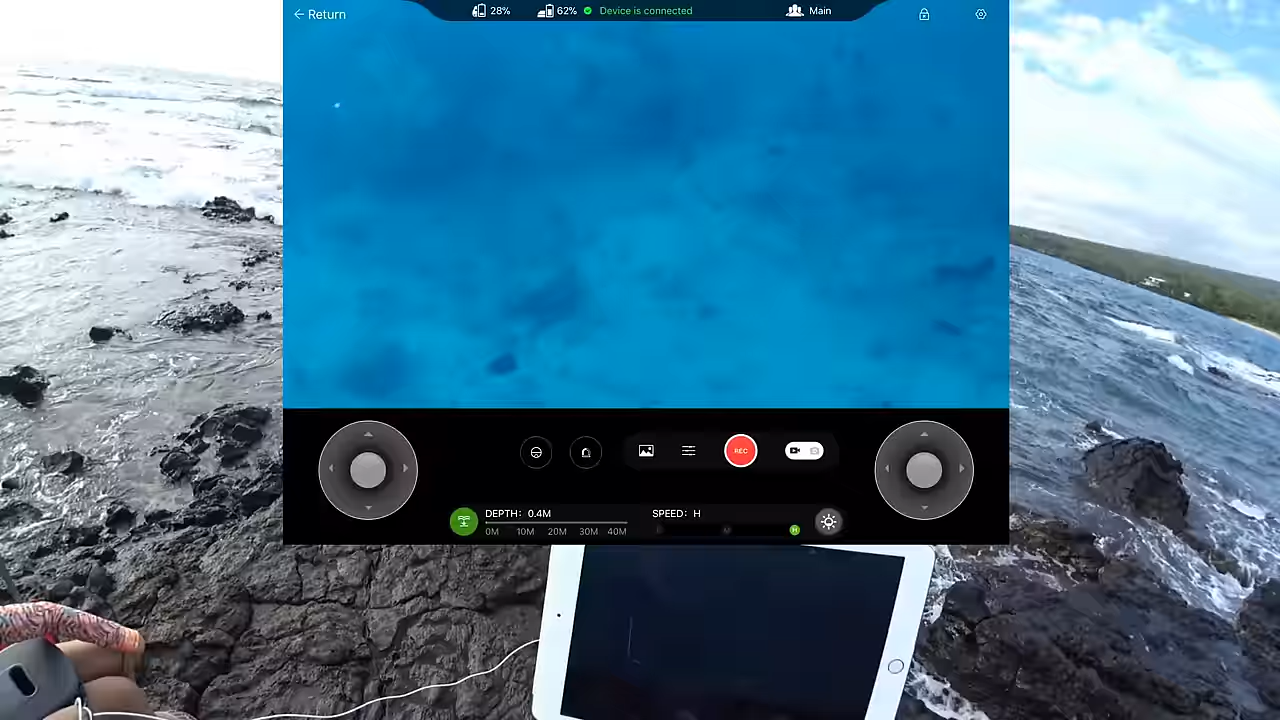 Return
28%
62%
Device is connected
Main
REC
DEPTH: 0.4M
0M 10M 20M 30M 40M
SPEED: H
M
H